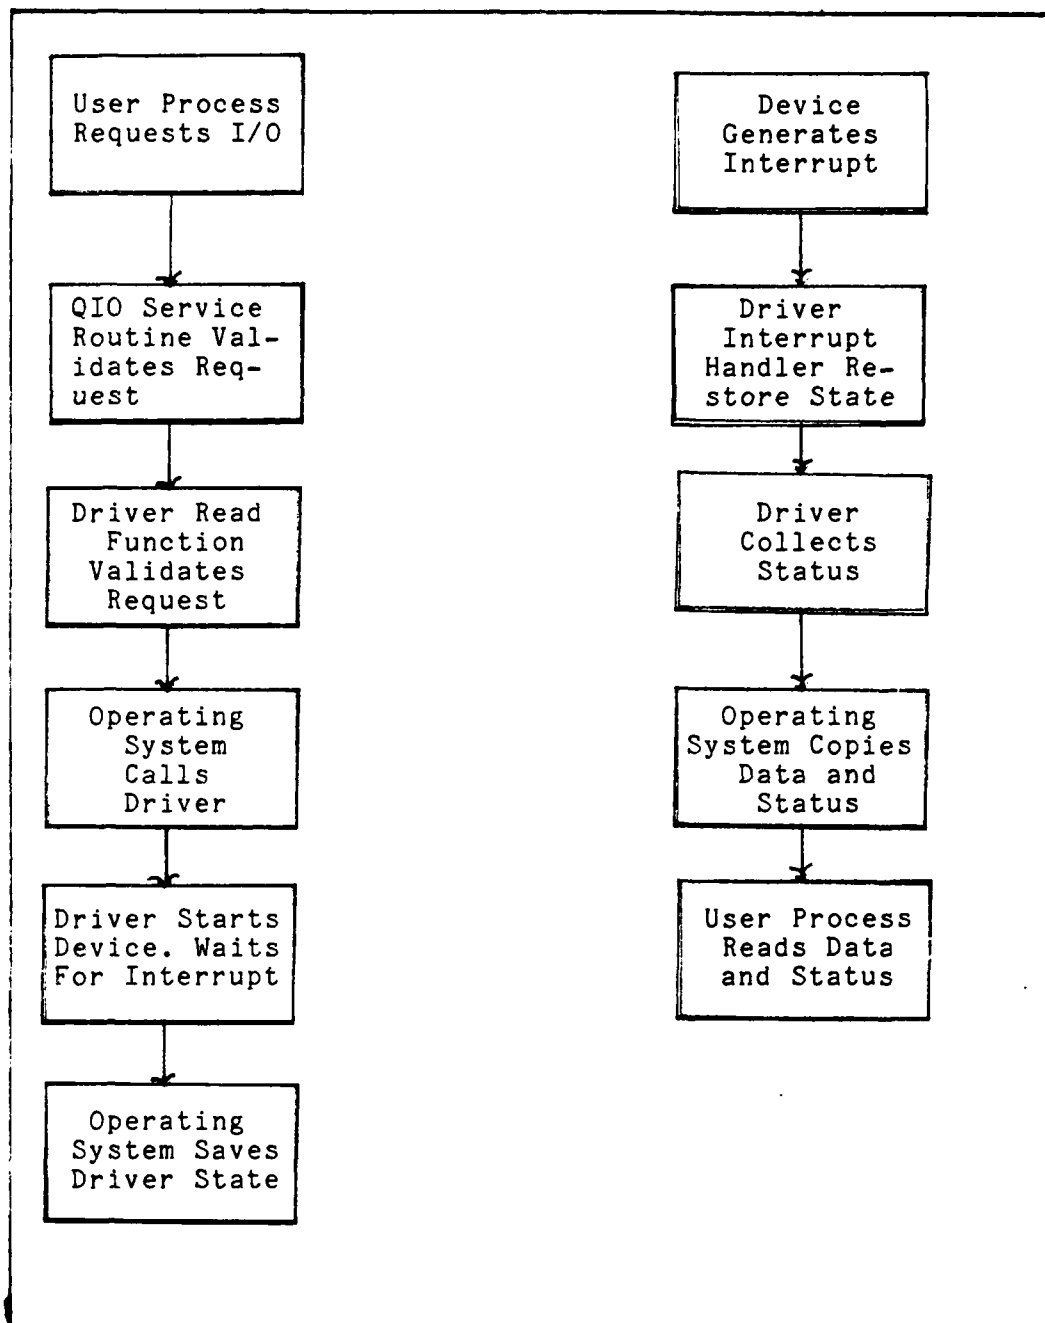 User Process
Requests I/O
QIO Service
Routine Val-
idates Req-
uest
Driver Read
Function
Validates
Request
Operating
System
Calls
Driver
Driver Starts
Device. Waits
For Interrupt
Operating
System Saves
Driver State
Device
Generates
Interrupt
Driver
Interrupt
Handler Re-
store State
Driver
Collects
Status
Operating
System Copies
Data and
Status
User Process
Reads Data
and Status